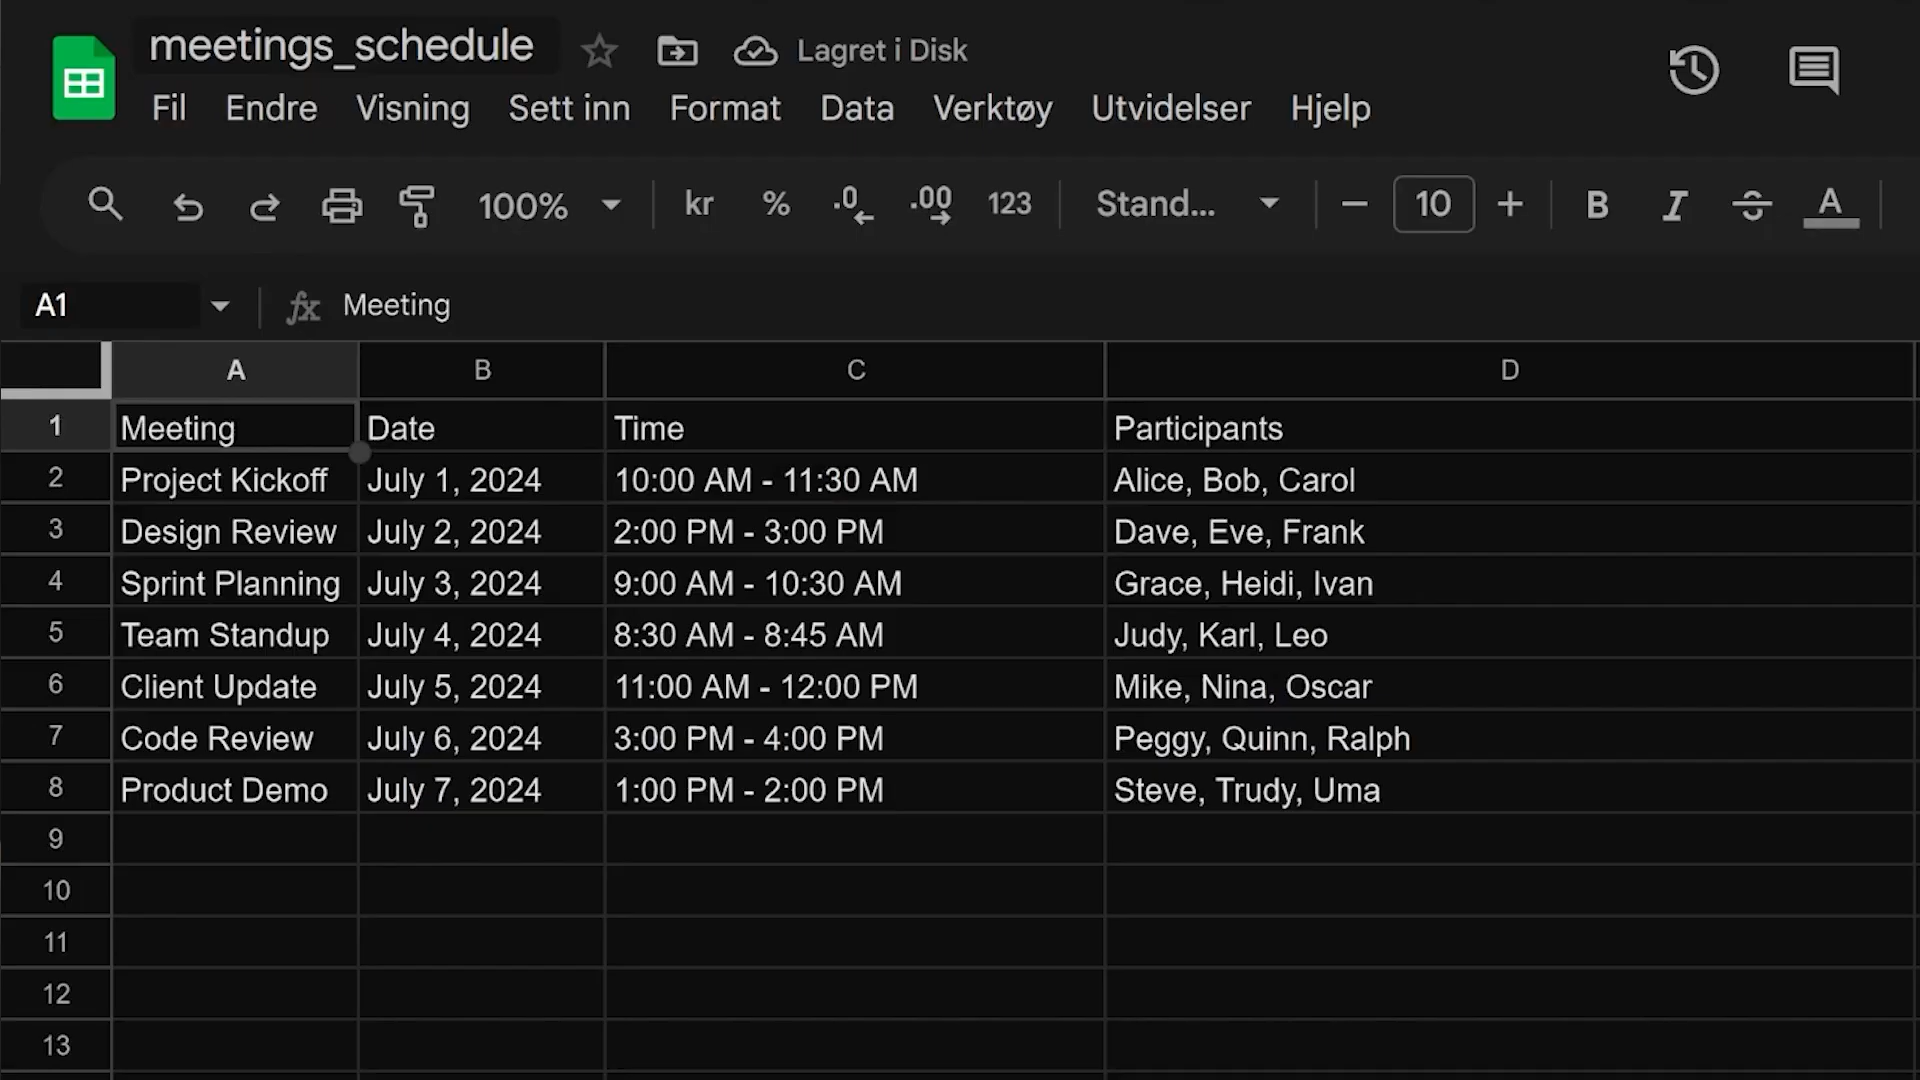 meetings_schedule Lagret i Disk
Fil Endre Visning Sett inn Format Data Verktøy Utvidelser Hjelp
100% kr % .0 .00 123 Stand... 10 B I S A
A1 fx Meeting
A B C D
1 Meeting Date Time Participants
2 Project Kickoff July 1, 2024 10:00 AM - 11:30 AM Alice, Bob, Carol
3 Design Review July 2, 2024 2:00 PM - 3:00 PM Dave, Eve, Frank
4 Sprint Planning July 3, 2024 9:00 AM - 10:30 AM Grace, Heidi, Ivan
5 Team Standup July 4, 2024 8:30 AM - 8:45 AM Judy, Karl, Leo
6 Client Update July 5, 2024 11:00 AM - 12:00 PM Mike, Nina, Oscar
7 Code Review July 6, 2024 3:00 PM - 4:00 PM Peggy, Quinn, Ralph
8 Product Demo July 7, 2024 1:00 PM - 2:00 PM Steve, Trudy, Uma
9
10
11
12
13